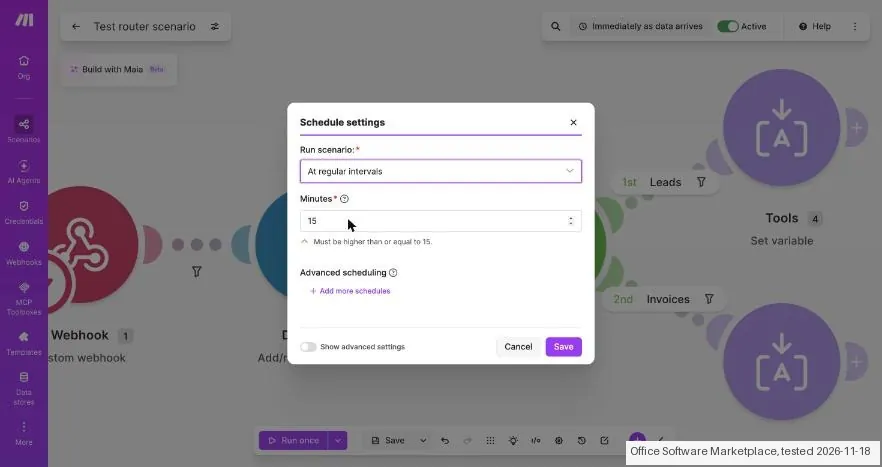 Test router scenario
Immediately as data arrives
Active
Help
Build with Maia Beta
Org
Scenarios
AI Agents
Credentials
Webhooks
MCP
Toolboxes
Templates
Data
stores
More
Schedule settings
Run scenario:*
At regular intervals
Minutes*
15
Must be higher than or equal to 15.
Advanced scheduling
+ Add more schedules
Show advanced settings
Cancel
Save
Webhook 1
stom webhook
D
Add/r
1st Leads
2nd Invoices
Tools 4
Set variable
[A]
[A]
Run once
Save
Office Software Marketplace, tested 2026-11-18